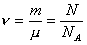 ν = m/μ = N/N_A